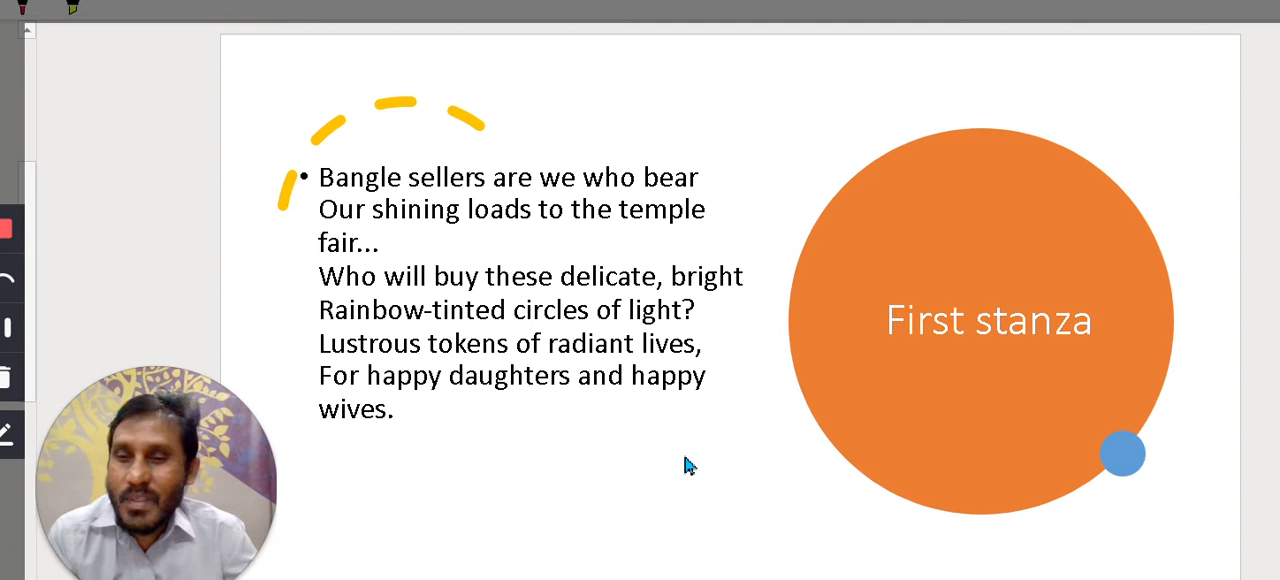 • Bangle sellers are we who bear
Our shining loads to the temple
fair...
Who will buy these delicate, bright
Rainbow-tinted circles of light?
Lustrous tokens of radiant lives,
For happy daughters and happy
wives.
First stanza